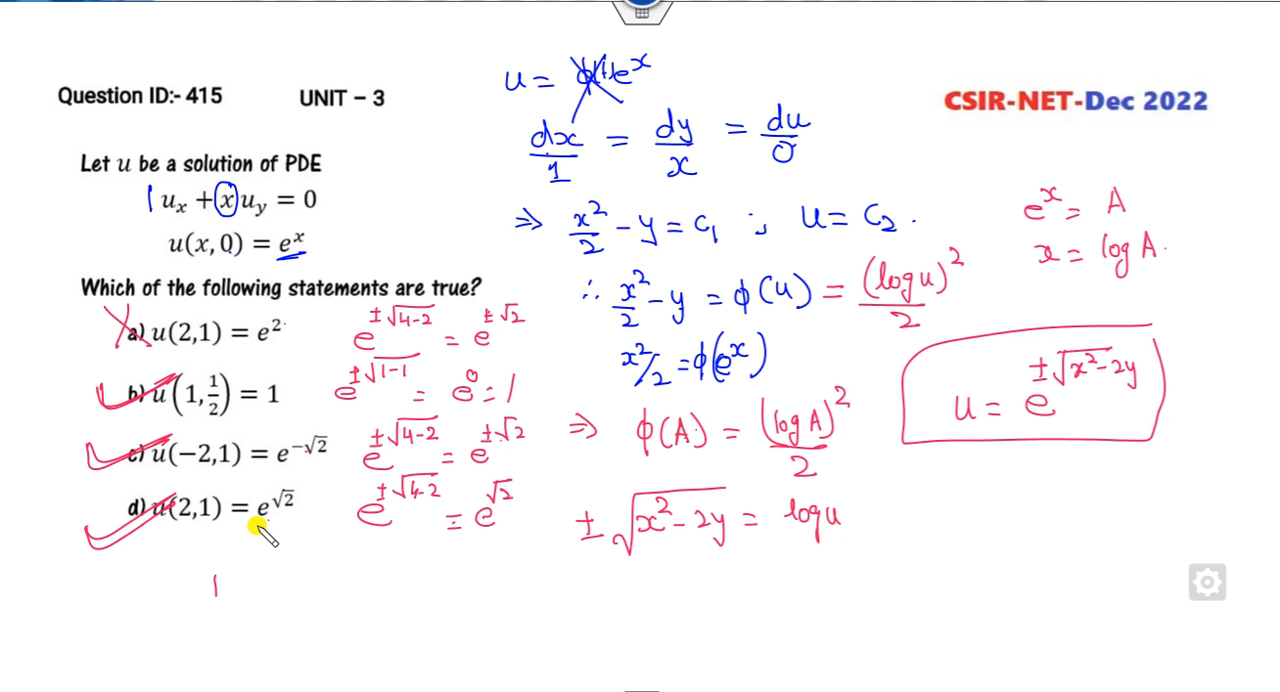 Question ID:- 415 UNIT – 3
CSIR-NET-Dec 2022
Let u be a solution of PDE
1 u_x + x u_y = 0
u(x, 0) = e^x
Which of the following statements are true?
a) u(2,1) = e^2
b) u(1, 1/2) = 1
c) u(−2,1) = e^{−√2}
d) u(2,1) = e^{√2}
e^{±√(4-2)} = e^{±√2}
e^{±√(1-1)} = e^0 = 1
e^{±√(4-2)} = e^{±√2}
e^{±√(4-2)} = e^{√2}
1
u = e^x
dx/1 = dy/x = du/0
⇒ x²/2 - y = c₁ ; u = c₂.
∴ x²/2 - y = φ(u) = (log u)²/2
x²/2 = φ(e^x)
⇒ φ(A) = (log A)²/2
± √(x² - 2y) = log u
e^x = A
x = log A.
u = e^{±√(x² - 2y)}